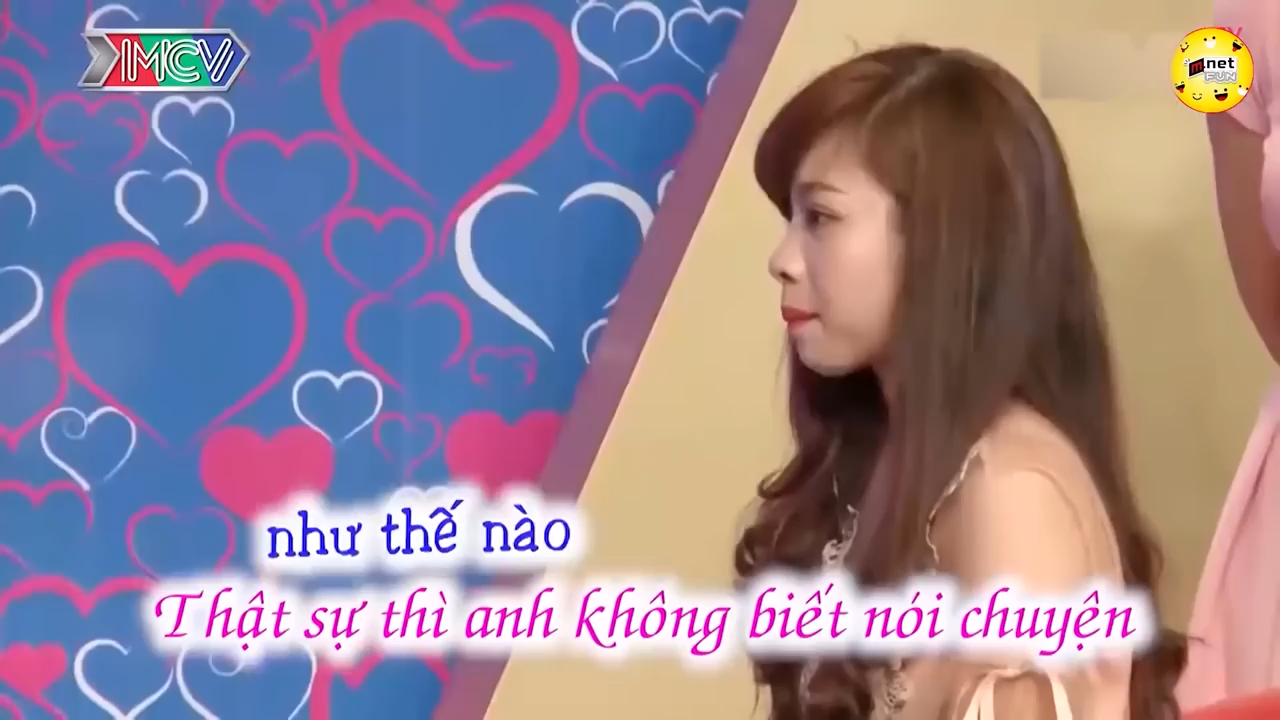 MCV
m.net
FUN
như thế nào
Thật sự thì anh không biết nói chuyện